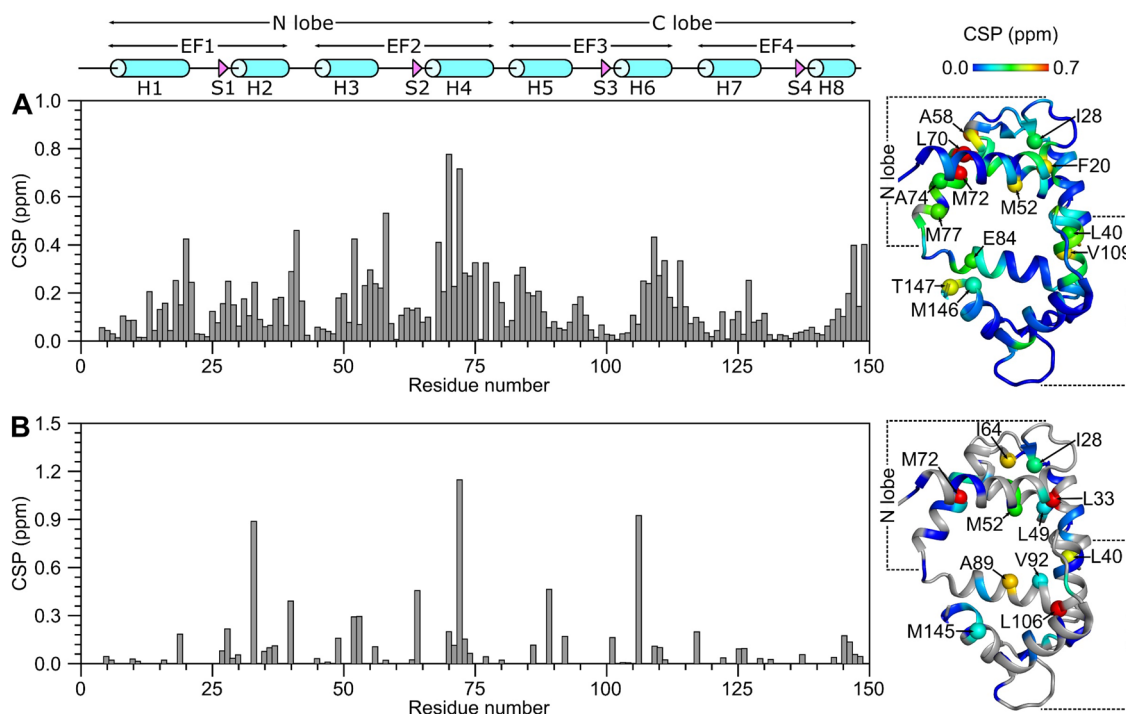 N lobe C lobe
EF1 EF2 EF3 EF4
H1 S1 H2 H3 S2 H4 H5 S3 H6 H7 S4 H8
CSP (ppm)
0.0 0.7
A
CSP (ppm)
1.0
0.8
0.6
0.4
0.2
0.0
0 25 50 75 100 125 150
Residue number
N lobe
A58
I28
L70
F20
A74
M72
M52
M77
L40
E84
V109
T147
M146
B
CSP (ppm)
1.5
1.2
0.9
0.6
0.3
0.0
0 25 50 75 100 125 150
Residue number
N lobe
I64
I28
M72
L33
M52
L49
A89
V92
L40
L106
M145